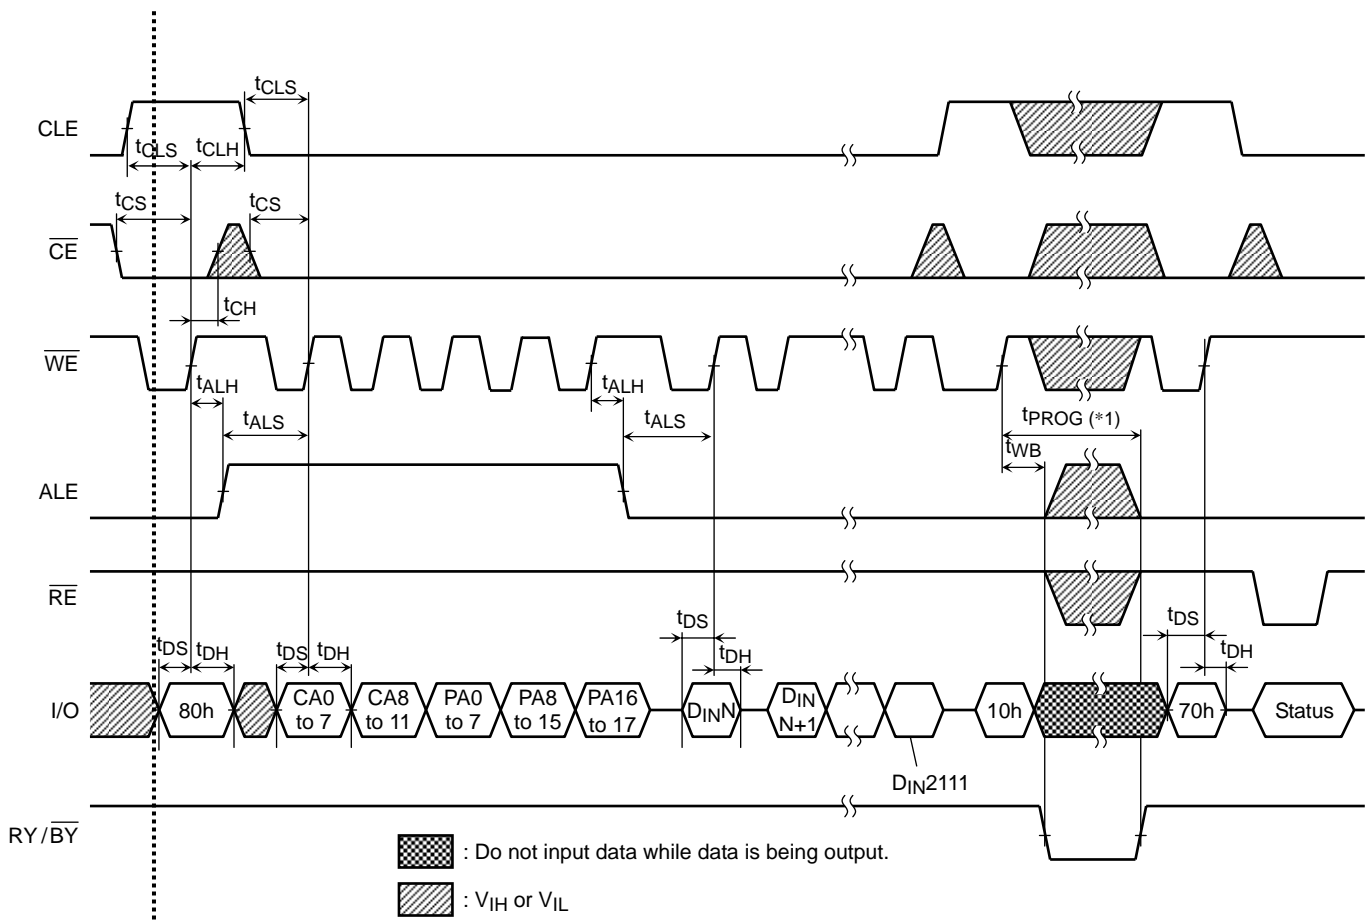 tCLS
CLE
tCLS
tCLH
tCS
tCS
CE
tCH
WE
tALH
tALH
tALS
tALS
tPROG (*1)
tWB
ALE
RE
tDS
tDH
tDS
tDH
tDS
tDH
tDS
tDH
I/O
80h
CA0 to 7
CA8 to 11
PA0 to 7
PA8 to 15
PA16 to 17
DINN
DIN N+1
10h
70h
Status
DIN2111
RY/BY
: Do not input data while data is being output.
: VIH or VIL